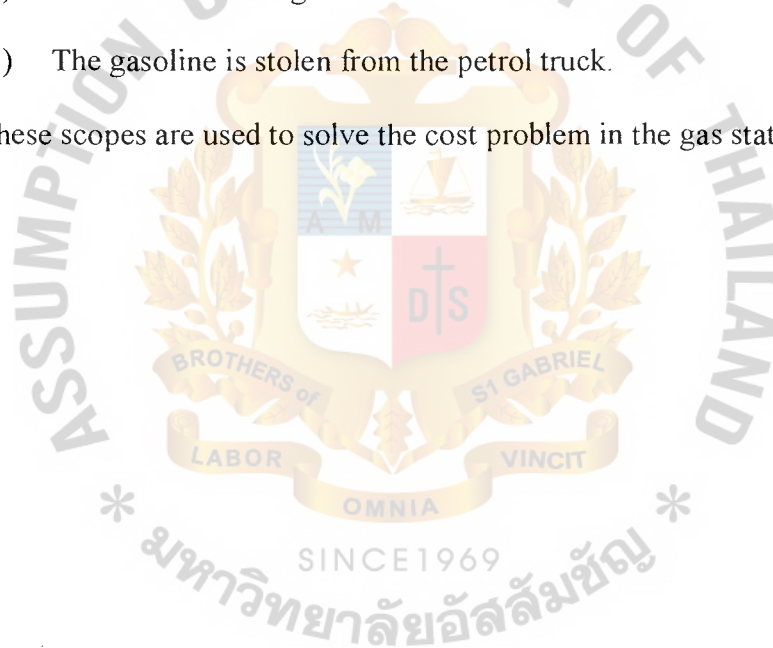 ) The gasoline is stolen from the petrol truck.
hese scopes are used to solve the cost problem in the gas stat
ASSUMPTION
OF THAILAND
A M
D S
BROTHERS of
S1 GABRIEL
LABOR
OMNIA
VINCIT
* SINCE1969 *
มหาวิทยาลัยอัสสัมชัญ